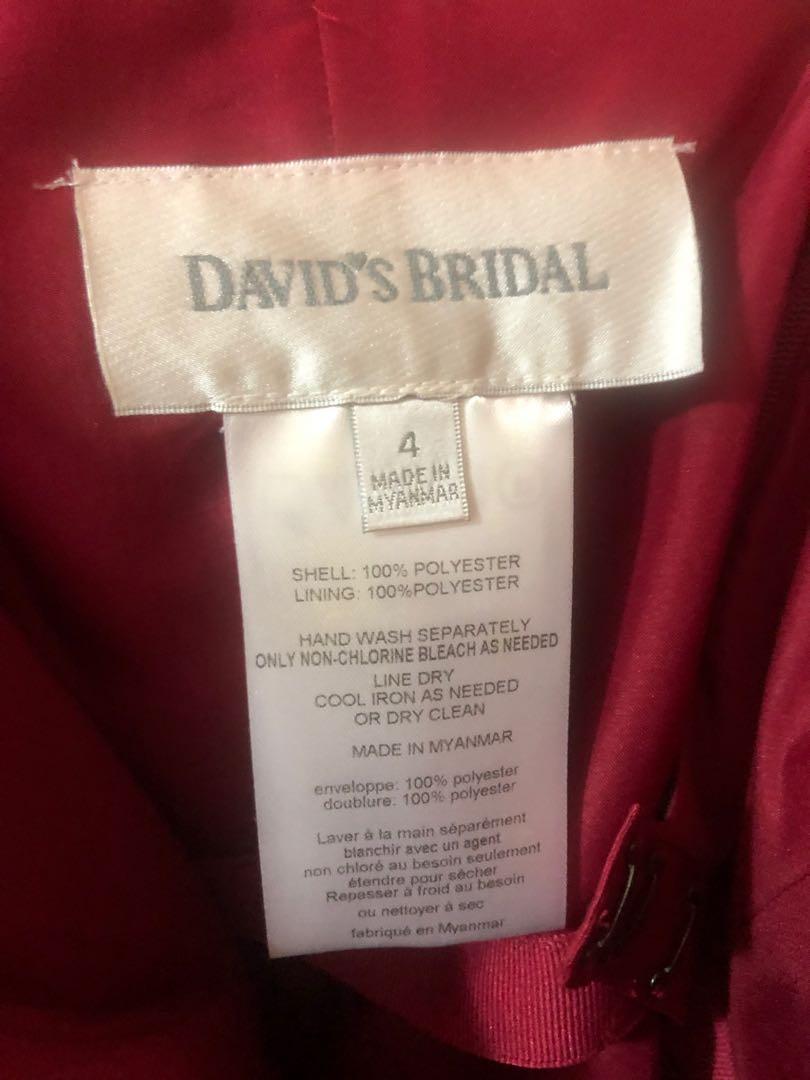 DAVID'S BRIDAL
4
MADE IN
MYANMAR
SHELL: 100% POLYESTER
LINING: 100%POLYESTER
HAND WASH SEPARATELY
ONLY NON-CHLORINE BLEACH AS NEEDED
LINE DRY
COOL IRON AS NEEDED
OR DRY CLEAN
MADE IN MYANMAR
enveloppe: 100% polyester
doublure: 100% polyester
Laver à la main séparément
blanchir avec un agent
non chloré au besoin seulement
étendre pour sécher
Repasser à froid au besoin
ou nettoyer à sec
fabriqué en Myanmar